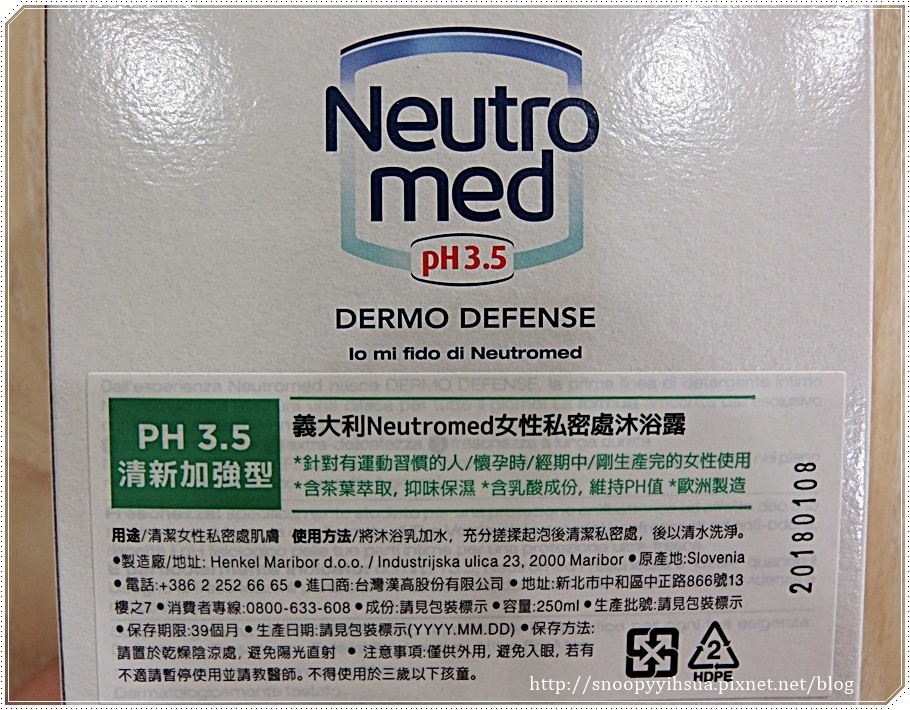 Neutro
med
pH 3.5
DERMO DEFENSE
Io mi fido di Neutromed
Dall'esperienza Neutromed nasce DERMO DEFENSE, la prima linea di detergente intimo
PH 3.5
清新加強型
義大利Neutromed女性私密處沐浴露
*針對有運動習慣的人/懷孕時/經期中/剛生產完的女性使用
*含茶葉萃取, 抑味保濕 *含乳酸成份, 維持PH值 *歐洲製造
20180108
用途/清潔女性私密處肌膚 使用方法/將沐浴乳加水，充分搓揉起泡後清潔私密處，後以清水洗淨。
•製造廠/地址: Henkel Maribor d.o.o. / Industrijska ulica 23, 2000 Maribor •原產地:Slovenia
•電話:+386 2 252 66 65 •進口商:台灣漢高股份有限公司 •地址:新北市中和區中正路866號13
樓之7 •消費者專線:0800-633-608 •成份:請見包裝標示 •容量:250ml •生產批號:請見包裝標示
•保存期限:39個月 •生產日期:請見包裝標示(YYYY.MM.DD) •保存方法:
請置於乾燥陰涼處, 避免陽光直射 • 注意事項:僅供外用, 避免入眼, 若有
不適請暫停使用並請教醫師。不得使用於三歲以下孩童。
2
HDPE
Dermatologicamente testato.
http://snoopyyihsua.pixnet.net/blog